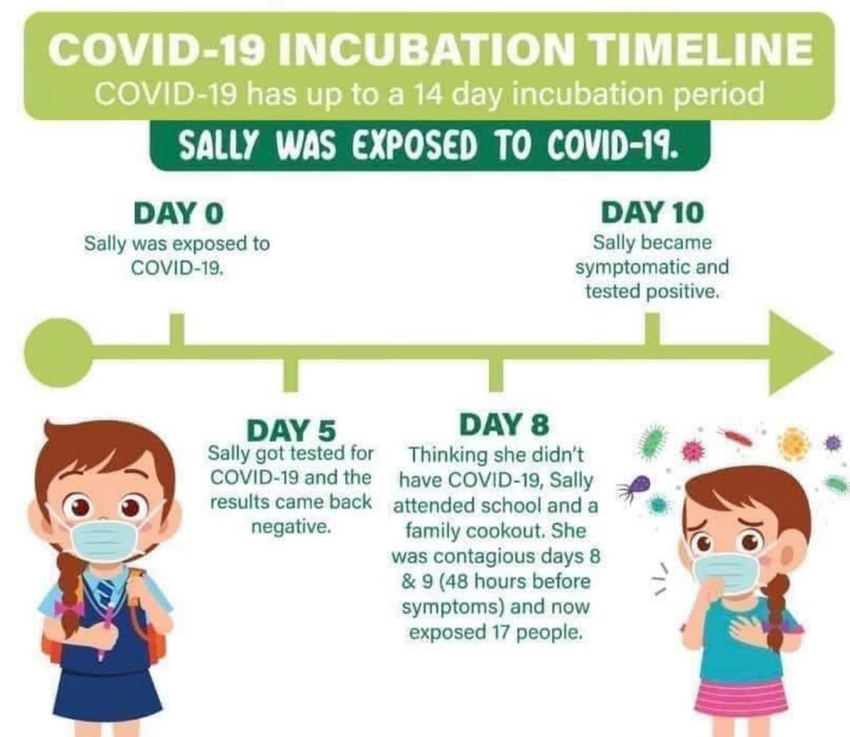 COVID-19 INCUBATION TIMELINE
COVID-19 has up to a 14 day incubation period
SALLY WAS EXPOSED TO COVID-19.
DAY 0
Sally was exposed to
COVID-19.
DAY 10
Sally became
symptomatic and
tested positive.
DAY 5
Sally got tested for
COVID-19 and the
results came back
negative.
DAY 8
Thinking she didn't
have COVID-19, Sally
attended school and a
family cookout. She
was contagious days 8
& 9 (48 hours before
symptoms) and now
exposed 17 people.